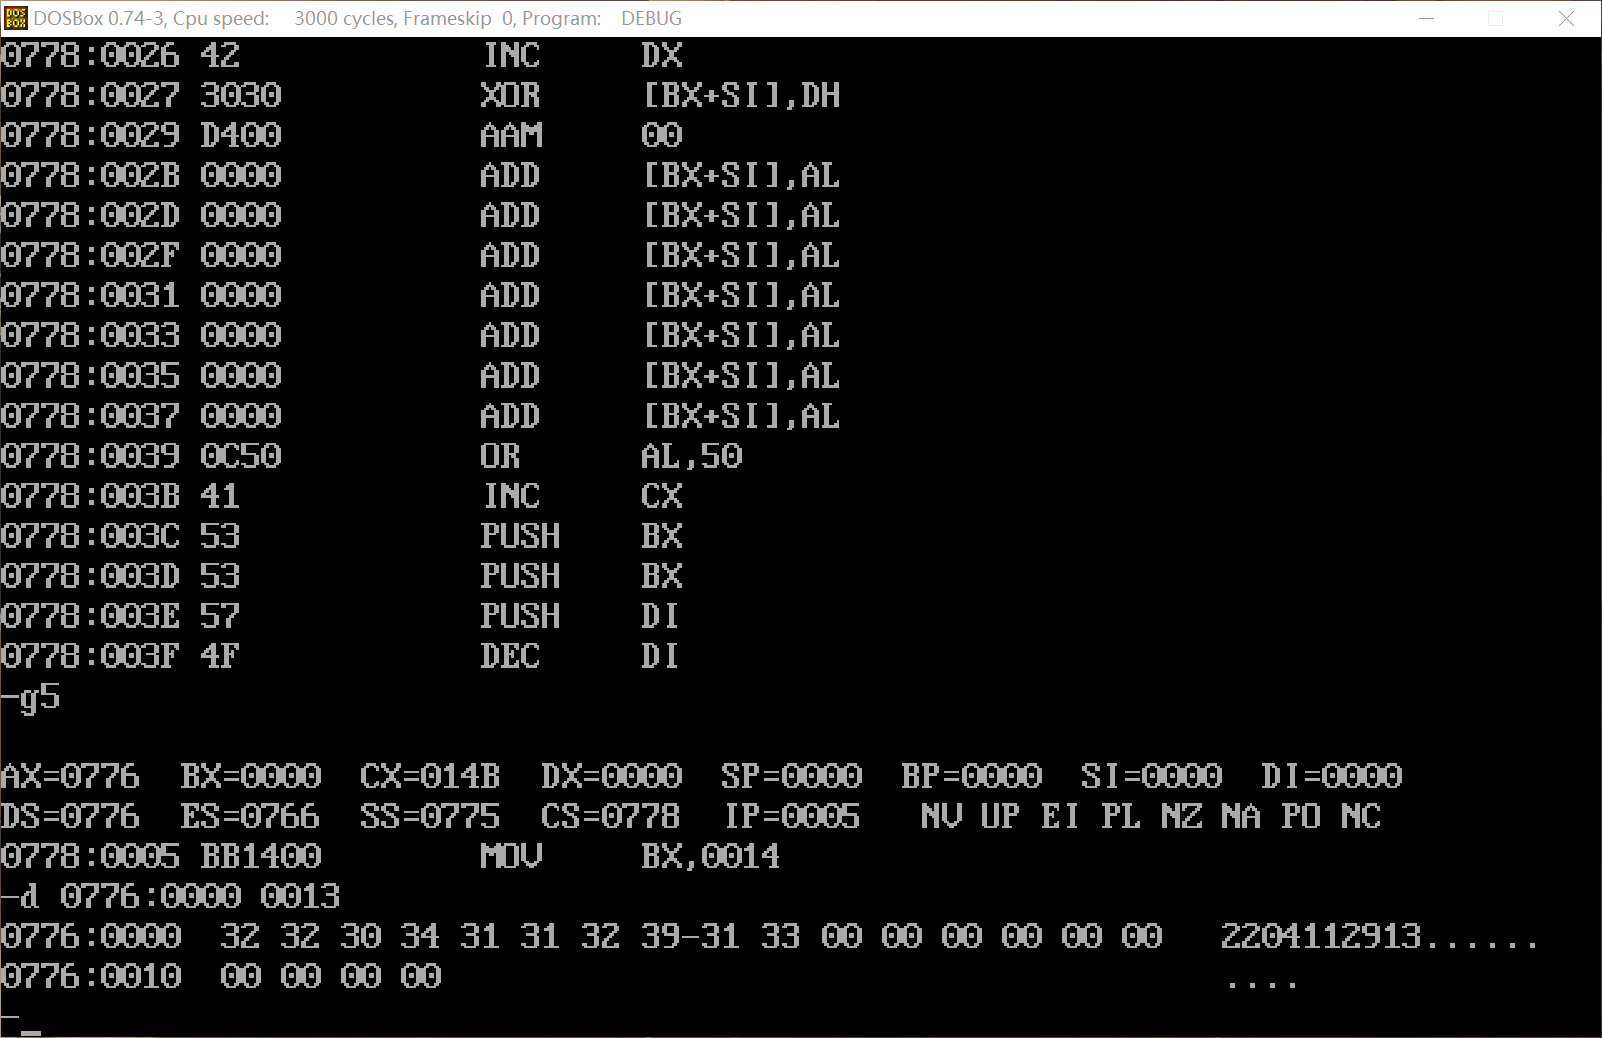 DOS BOX DOSBox 0.74-3, Cpu speed: 3000 cycles, Frameskip 0, Program: DEBUG
0778:0026 42 INC DX
0778:0027 3030 XOR [BX+SI],DH
0778:0029 D400 AAM 00
0778:002B 0000 ADD [BX+SI],AL
0778:002D 0000 ADD [BX+SI],AL
0778:002F 0000 ADD [BX+SI],AL
0778:0031 0000 ADD [BX+SI],AL
0778:0033 0000 ADD [BX+SI],AL
0778:0035 0000 ADD [BX+SI],AL
0778:0037 0000 ADD [BX+SI],AL
0778:0039 0C50 OR AL,50
0778:003B 41 INC CX
0778:003C 53 PUSH BX
0778:003D 53 PUSH BX
0778:003E 57 PUSH DI
0778:003F 4F DEC DI
-g5
AX=0776 BX=0000 CX=014B DX=0000 SP=0000 BP=0000 SI=0000 DI=0000
DS=0776 ES=0766 SS=0775 CS=0778 IP=0005 NV UP EI PL NZ NA PO NC
0778:0005 BB1400 MOV BX,0014
-d 0776:0000 0013
0776:0000 32 32 30 34 31 31 32 39-31 33 00 00 00 00 00 00 2204112913......
0776:0010 00 00 00 00 ....
-_